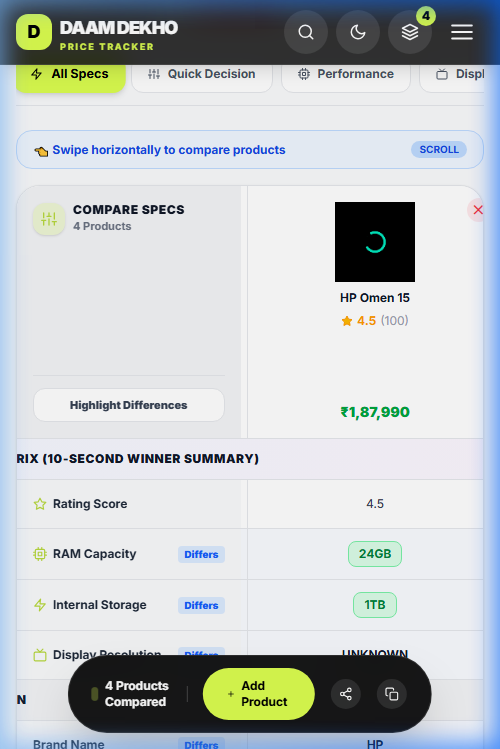 D
DAAM DEKHO
PRICE TRACKER
4
All Specs
Quick Decision
Performance
Swipe horizontally to compare products
SCROLL
COMPARE SPECS
4 Products
HP Omen 15
4.5 (100)
Highlight Differences
₹1,87,990
RIX (10-SECOND WINNER SUMMARY)
Rating Score
4.5
RAM Capacity
Differs
24GB
Internal Storage
Differs
1TB
Display Resolution
Differs
UNKNOWN
4 Products
Compared
+ Add
Product
N
Brand Name
Differs
HP